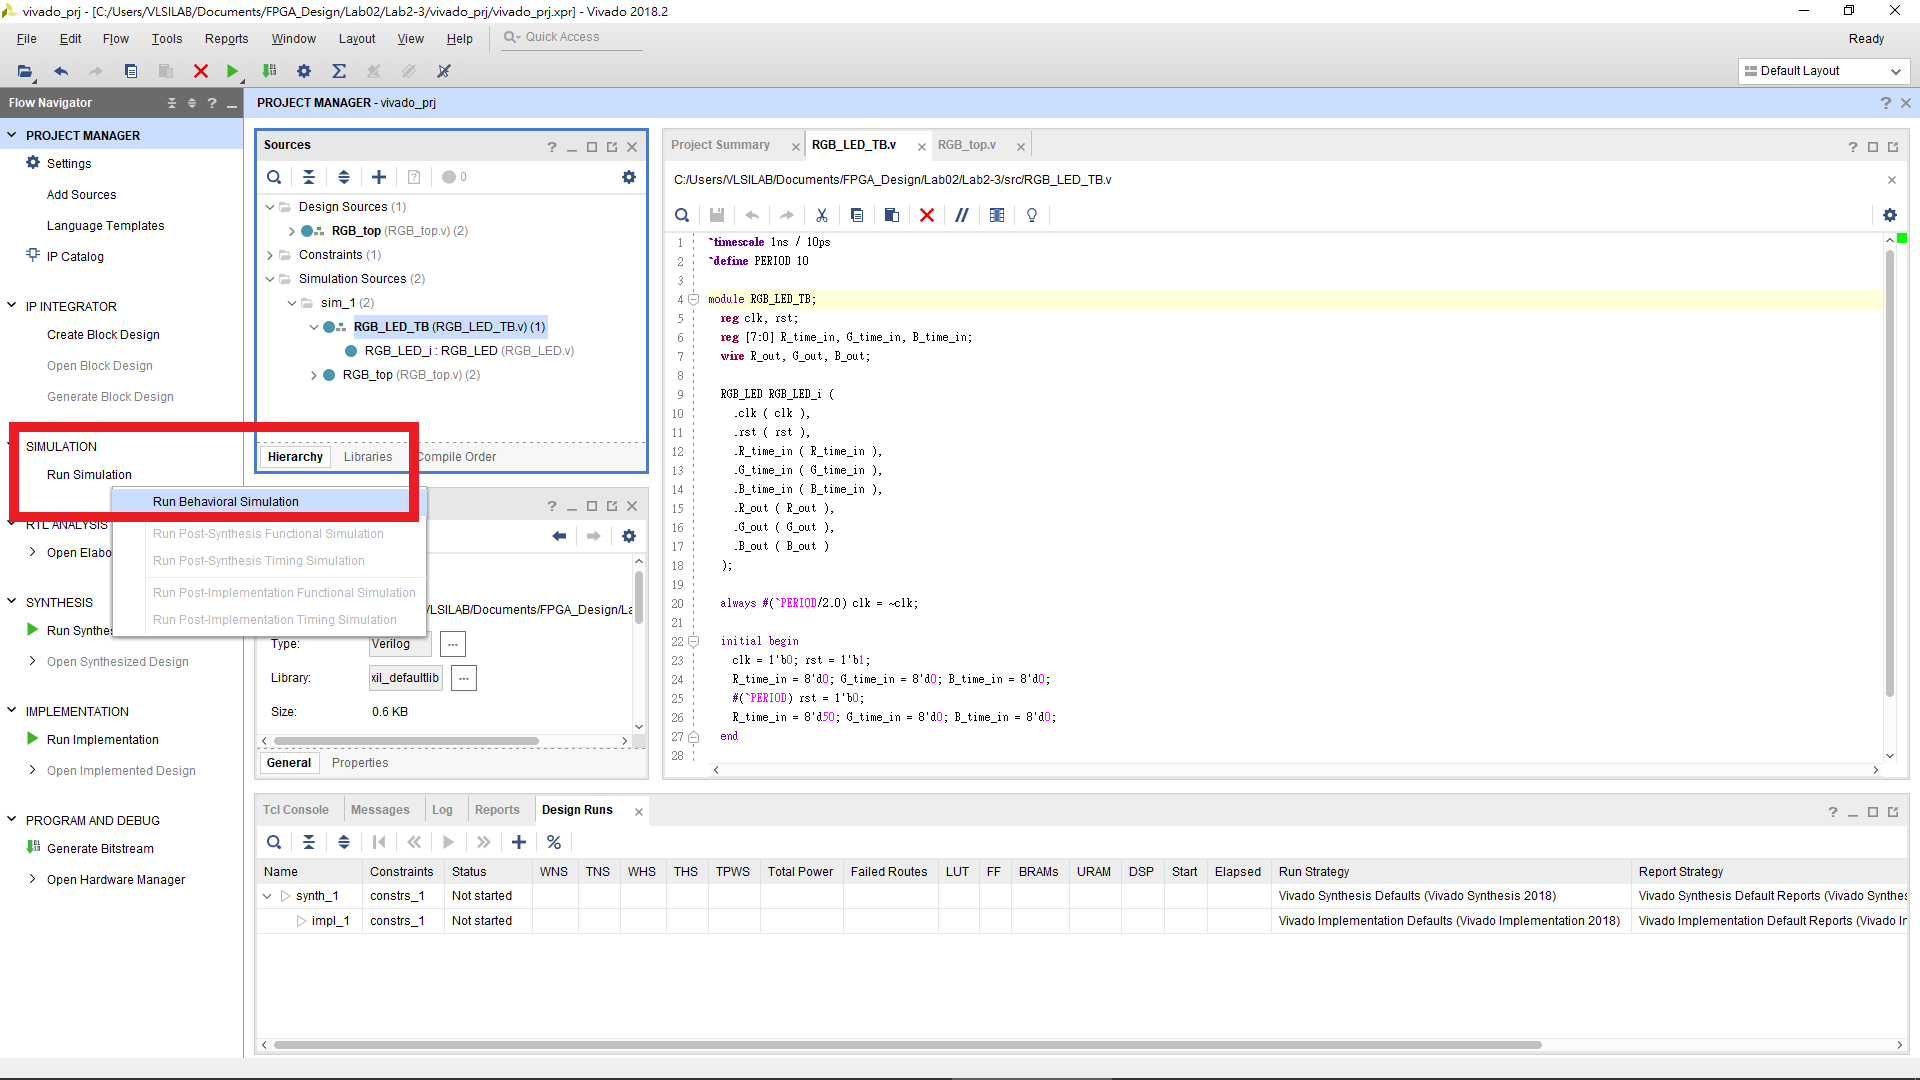 vivado_prj - [C:/Users/VLSILAB/Documents/FPGA_Design/Lab02/Lab2-3/vivado_prj/vivado_prj.xpr] - Vivado 2018.2
File Edit Flow Tools Reports Window Layout View Help Quick Access Ready
Default Layout
Flow Navigator
PROJECT MANAGER - vivado_prj
PROJECT MANAGER
Settings
Add Sources
Language Templates
IP Catalog
IP INTEGRATOR
Create Block Design
Open Block Design
Generate Block Design
SIMULATION
Run Simulation
Run Behavioral Simulation
Run Post-Synthesis Functional Simulation
Run Post-Synthesis Timing Simulation
Run Post-Implementation Functional Simulation
Run Post-Implementation Timing Simulation
RTL ANALYSIS
Open Elabo
SYNTHESIS
Run Synthes
Open Synthesized Design
IMPLEMENTATION
Run Implementation
Open Implemented Design
PROGRAM AND DEBUG
Generate Bitstream
Open Hardware Manager
Sources
0
Design Sources (1)
RGB_top (RGB_top.v) (2)
Constraints (1)
Simulation Sources (2)
sim_1 (2)
RGB_LED_TB (RGB_LED_TB.v) (1)
RGB_LED_i : RGB_LED (RGB_LED.v)
RGB_top (RGB_top.v) (2)
Hierarchy Libraries Compile Order
/LSILAB/Documents/FPGA_Design/La
Type: Verilog ...
Library: xil_defaultlib ...
Size: 0.6 KB
General Properties
Project Summary RGB_LED_TB.v RGB_top.v
C:/Users/VLSILAB/Documents/FPGA_Design/Lab02/Lab2-3/src/RGB_LED_TB.v
1 `timescale 1ns / 10ps
2 `define PERIOD 10
3
4 module RGB_LED_TB;
5 reg clk, rst;
6 reg [7:0] R_time_in, G_time_in, B_time_in;
7 wire R_out, G_out, B_out;
8
9 RGB_LED RGB_LED_i (
10 .clk ( clk ),
11 .rst ( rst ),
12 .R_time_in ( R_time_in ),
13 .G_time_in ( G_time_in ),
14 .B_time_in ( B_time_in ),
15 .R_out ( R_out ),
16 .G_out ( G_out ),
17 .B_out ( B_out )
18 );
19
20 always #(`PERIOD/2.0) clk = ~clk;
21
22 initial begin
23 clk = 1'b0; rst = 1'b1;
24 R_time_in = 8'd0; G_time_in = 8'd0; B_time_in = 8'd0;
25 #(`PERIOD) rst = 1'b0;
26 R_time_in = 8'd50; G_time_in = 8'd0; B_time_in = 8'd0;
27 end
28
Tcl Console Messages Log Reports Design Runs
Name Constraints Status WNS TNS WHS THS TPWS Total Power Failed Routes LUT FF BRAMs URAM DSP Start Elapsed Run Strategy Report Strategy
synth_1 constrs_1 Not started Vivado Synthesis Defaults (Vivado Synthesis 2018) Vivado Synthesis Default Reports (Vivado Synthes
impl_1 constrs_1 Not started Vivado Implementation Defaults (Vivado Implementation 2018) Vivado Implementation Default Reports (Vivado Ir